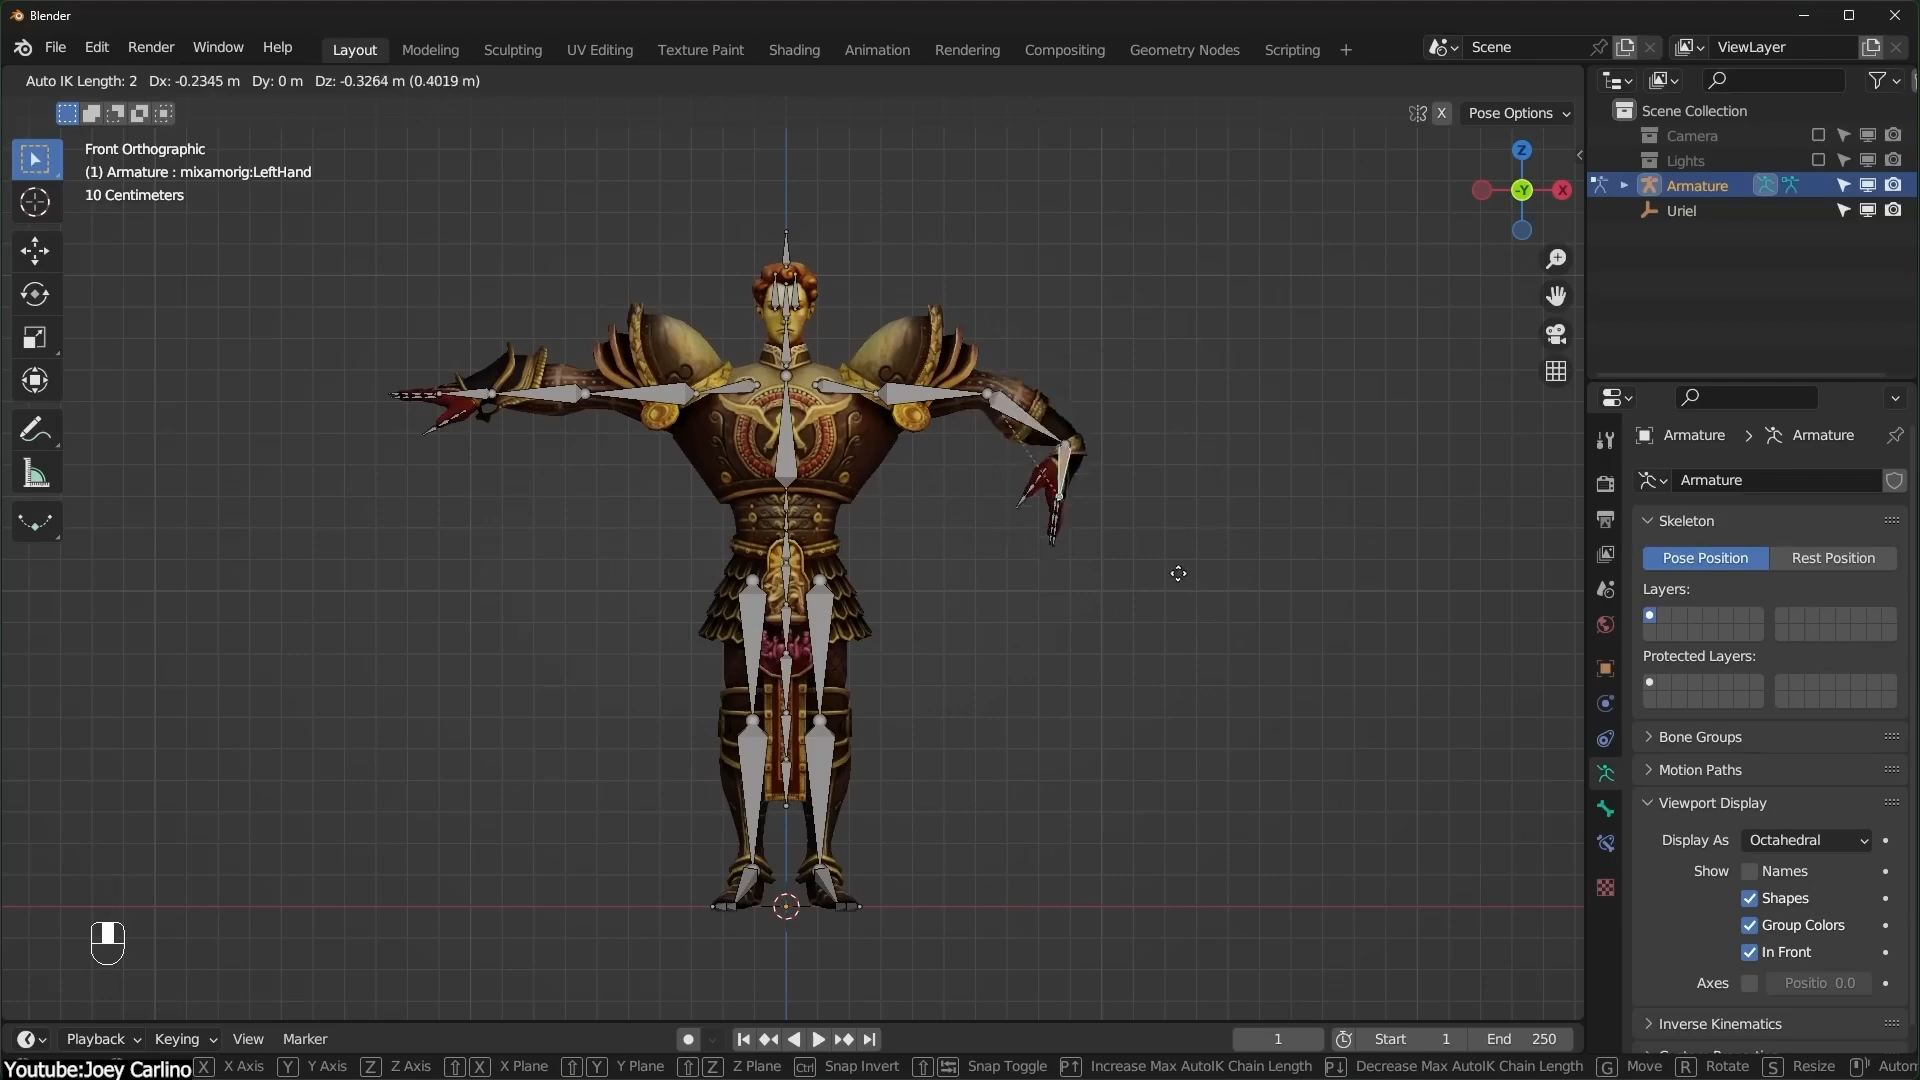 Blender
File Edit Render Window Help Layout Modeling Sculpting UV Editing Texture Paint Shading Animation Rendering Compositing Geometry Nodes Scripting + Scene ViewLayer
Auto IK Length: 2 Dx: -0.2345 m Dy: 0 m Dz: -0.3264 m (0.4019 m)
X Pose Options
Scene Collection
Camera
Lights
Armature
Uriel
Front Orthographic
(1) Armature : mixamorig:LeftHand
10 Centimeters
Z
-Y X
Armature > Armature
Armature
Skeleton
Pose Position Rest Position
Layers:
Protected Layers:
Bone Groups
Motion Paths
Viewport Display
Display As Octahedral
Show Names
Shapes
Group Colors
In Front
Axes Positio 0.0
Inverse Kinematics
Playback Keying View Marker 1 Start 1 End 250
Youtube:Joey Carlino X X Axis Y Y Axis Z Z Axis X X Plane Y Y Plane Z Z Plane Ctrl Snap Invert Snap Toggle P↑ Increase Max AutoIK Chain Length P↓ Decrease Max AutoIK Chain Length G Move R Rotate S Resize Autom